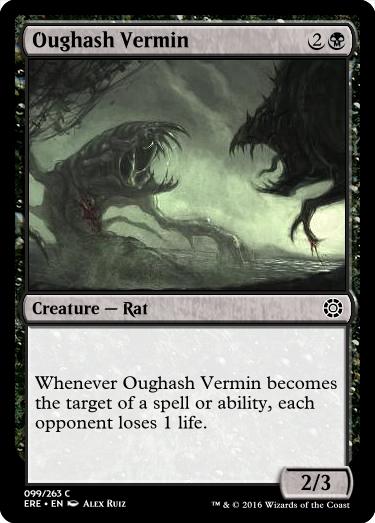 Oughash Vermin 2
Creature — Rat
Whenever Oughash Vermin becomes
the target of a spell or ability, each
opponent loses 1 life.
2/3
099/263 C
ERE • EN Alex Ruiz
™ & © 2016 Wizards of the Coast